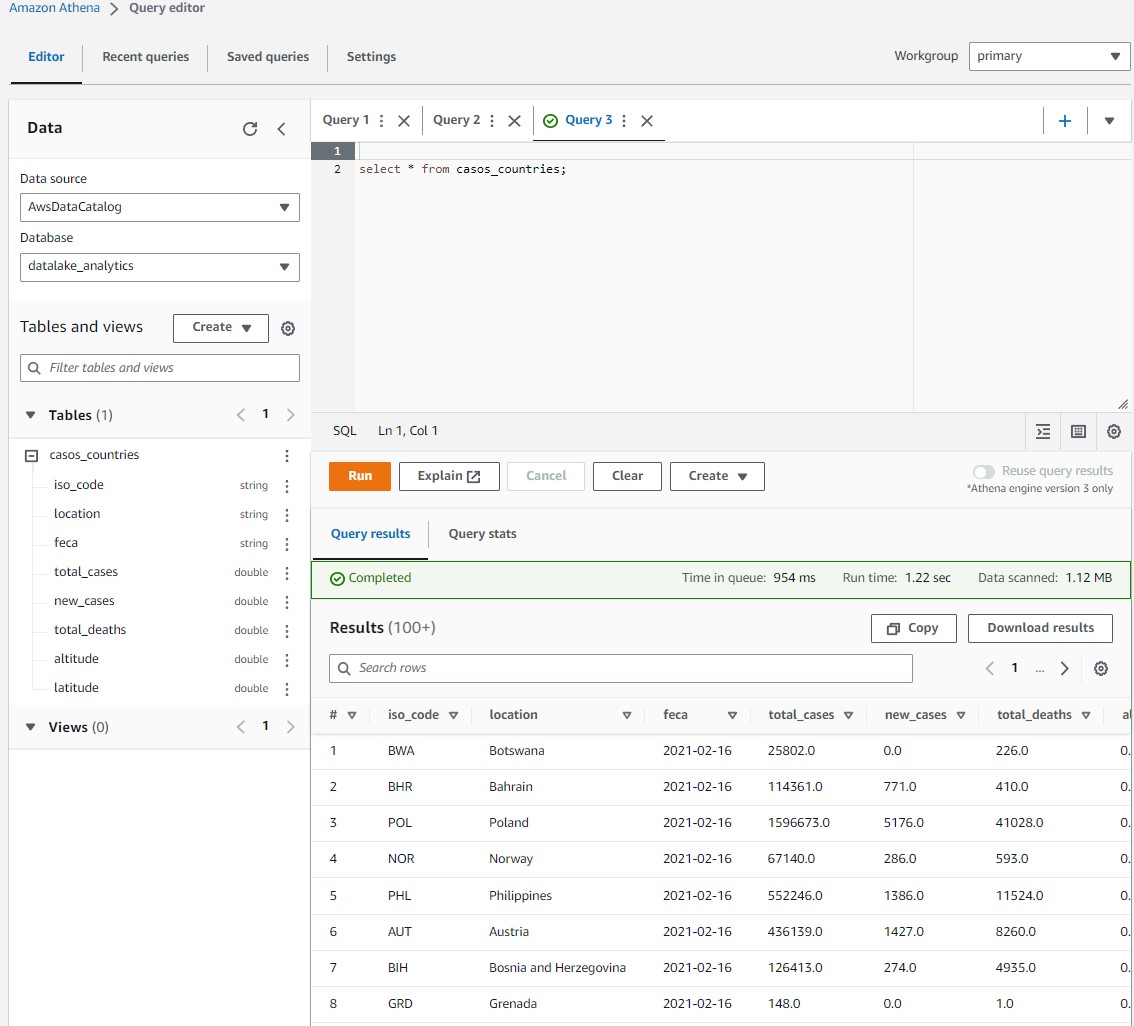 Amazon Athena > Query editor
Editor Recent queries Saved queries Settings
Workgroup primary
Data
Data source
AwsDataCatalog
Database
datalake_analytics
Tables and views Create
Filter tables and views
Tables (1) < 1 >
casos_countries
iso_code string
location string
feca string
total_cases double
new_cases double
total_deaths double
altitude double
latitude double
Views (0) < 1 >
Query 1 Query 2 Query 3
1
2 select * from casos_countries;
SQL Ln 1, Col 1
Run Explain Cancel Clear Create
Reuse query results
*Athena engine version 3 only
Query results Query stats
Completed Time in queue: 954 ms Run time: 1.22 sec Data scanned: 1.12 MB
Results (100+) Copy Download results
Search rows < 1 ... >
# iso_code location feca total_cases new_cases total_deaths al
1 BWA Botswana 2021-02-16 25802.0 0.0 226.0 0.
2 BHR Bahrain 2021-02-16 114361.0 771.0 410.0 0.
3 POL Poland 2021-02-16 1596673.0 5176.0 41028.0 0.
4 NOR Norway 2021-02-16 67140.0 286.0 593.0 0.
5 PHL Philippines 2021-02-16 552246.0 1386.0 11524.0 0.
6 AUT Austria 2021-02-16 436139.0 1427.0 8260.0 0.
7 BIH Bosnia and Herzegovina 2021-02-16 126413.0 274.0 4935.0 0.
8 GRD Grenada 2021-02-16 148.0 0.0 1.0 0.